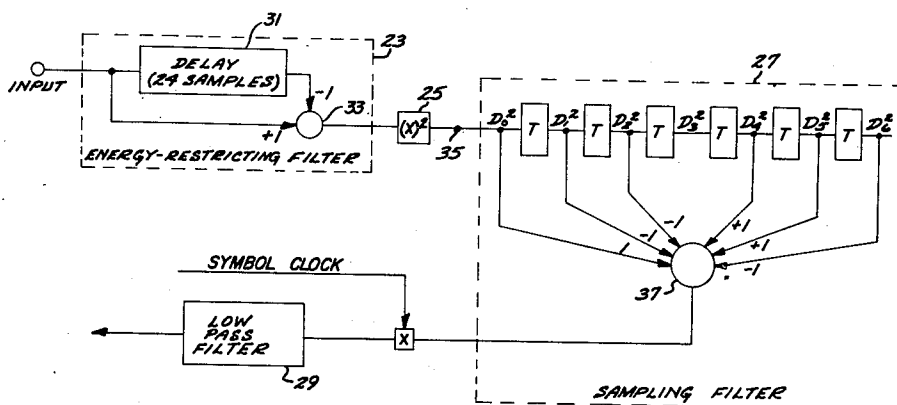 31
23
DELAY
(24 SAMPLES)
INPUT
-1
33
+1
ENERGY-RESTRICTING FILTER
25
(X)²
35
27
D₀² T D₁² T D₂² T D₃² T D₄² T D₅² T D₆²
-1
-1
+1
+1
1
-1
37
SYMBOL CLOCK
LOW
PASS
FILTER
X
29
SAMPLING FILTER